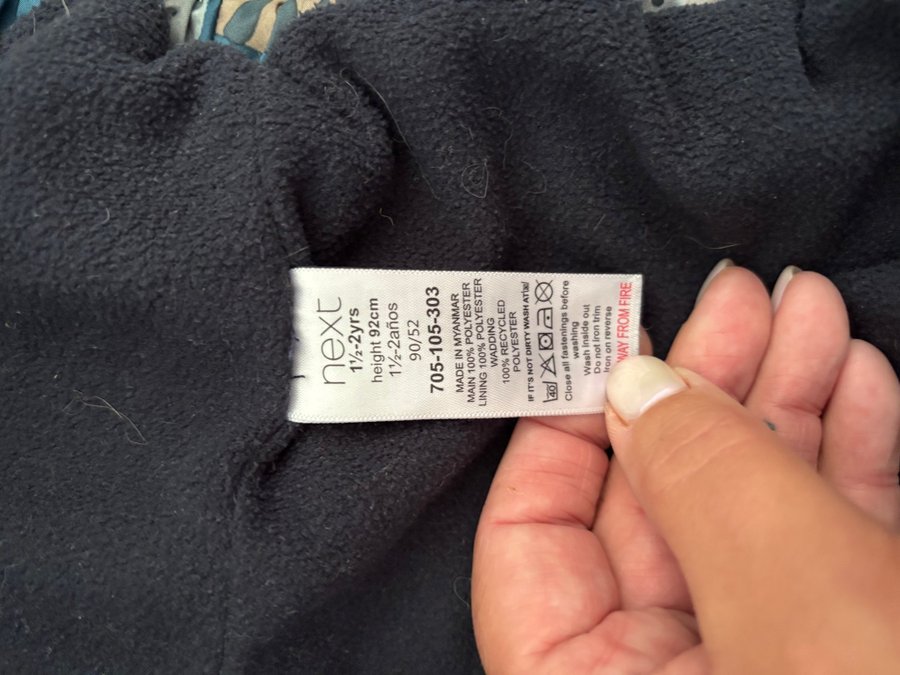 next
1½-2yrs
height 92cm
1½-2años
90/52
705-105-303
MADE IN MYANMAR
MAIN 100% POLYESTER
LINING 100% POLYESTER
WADDING
100% RECYCLED
POLYESTER
IF IT'S NOT DIRTY WASH AT
40
Close all fastenings before
washing
Wash inside out
Do not iron trim
Iron on reverse
WAY FROM FIRE